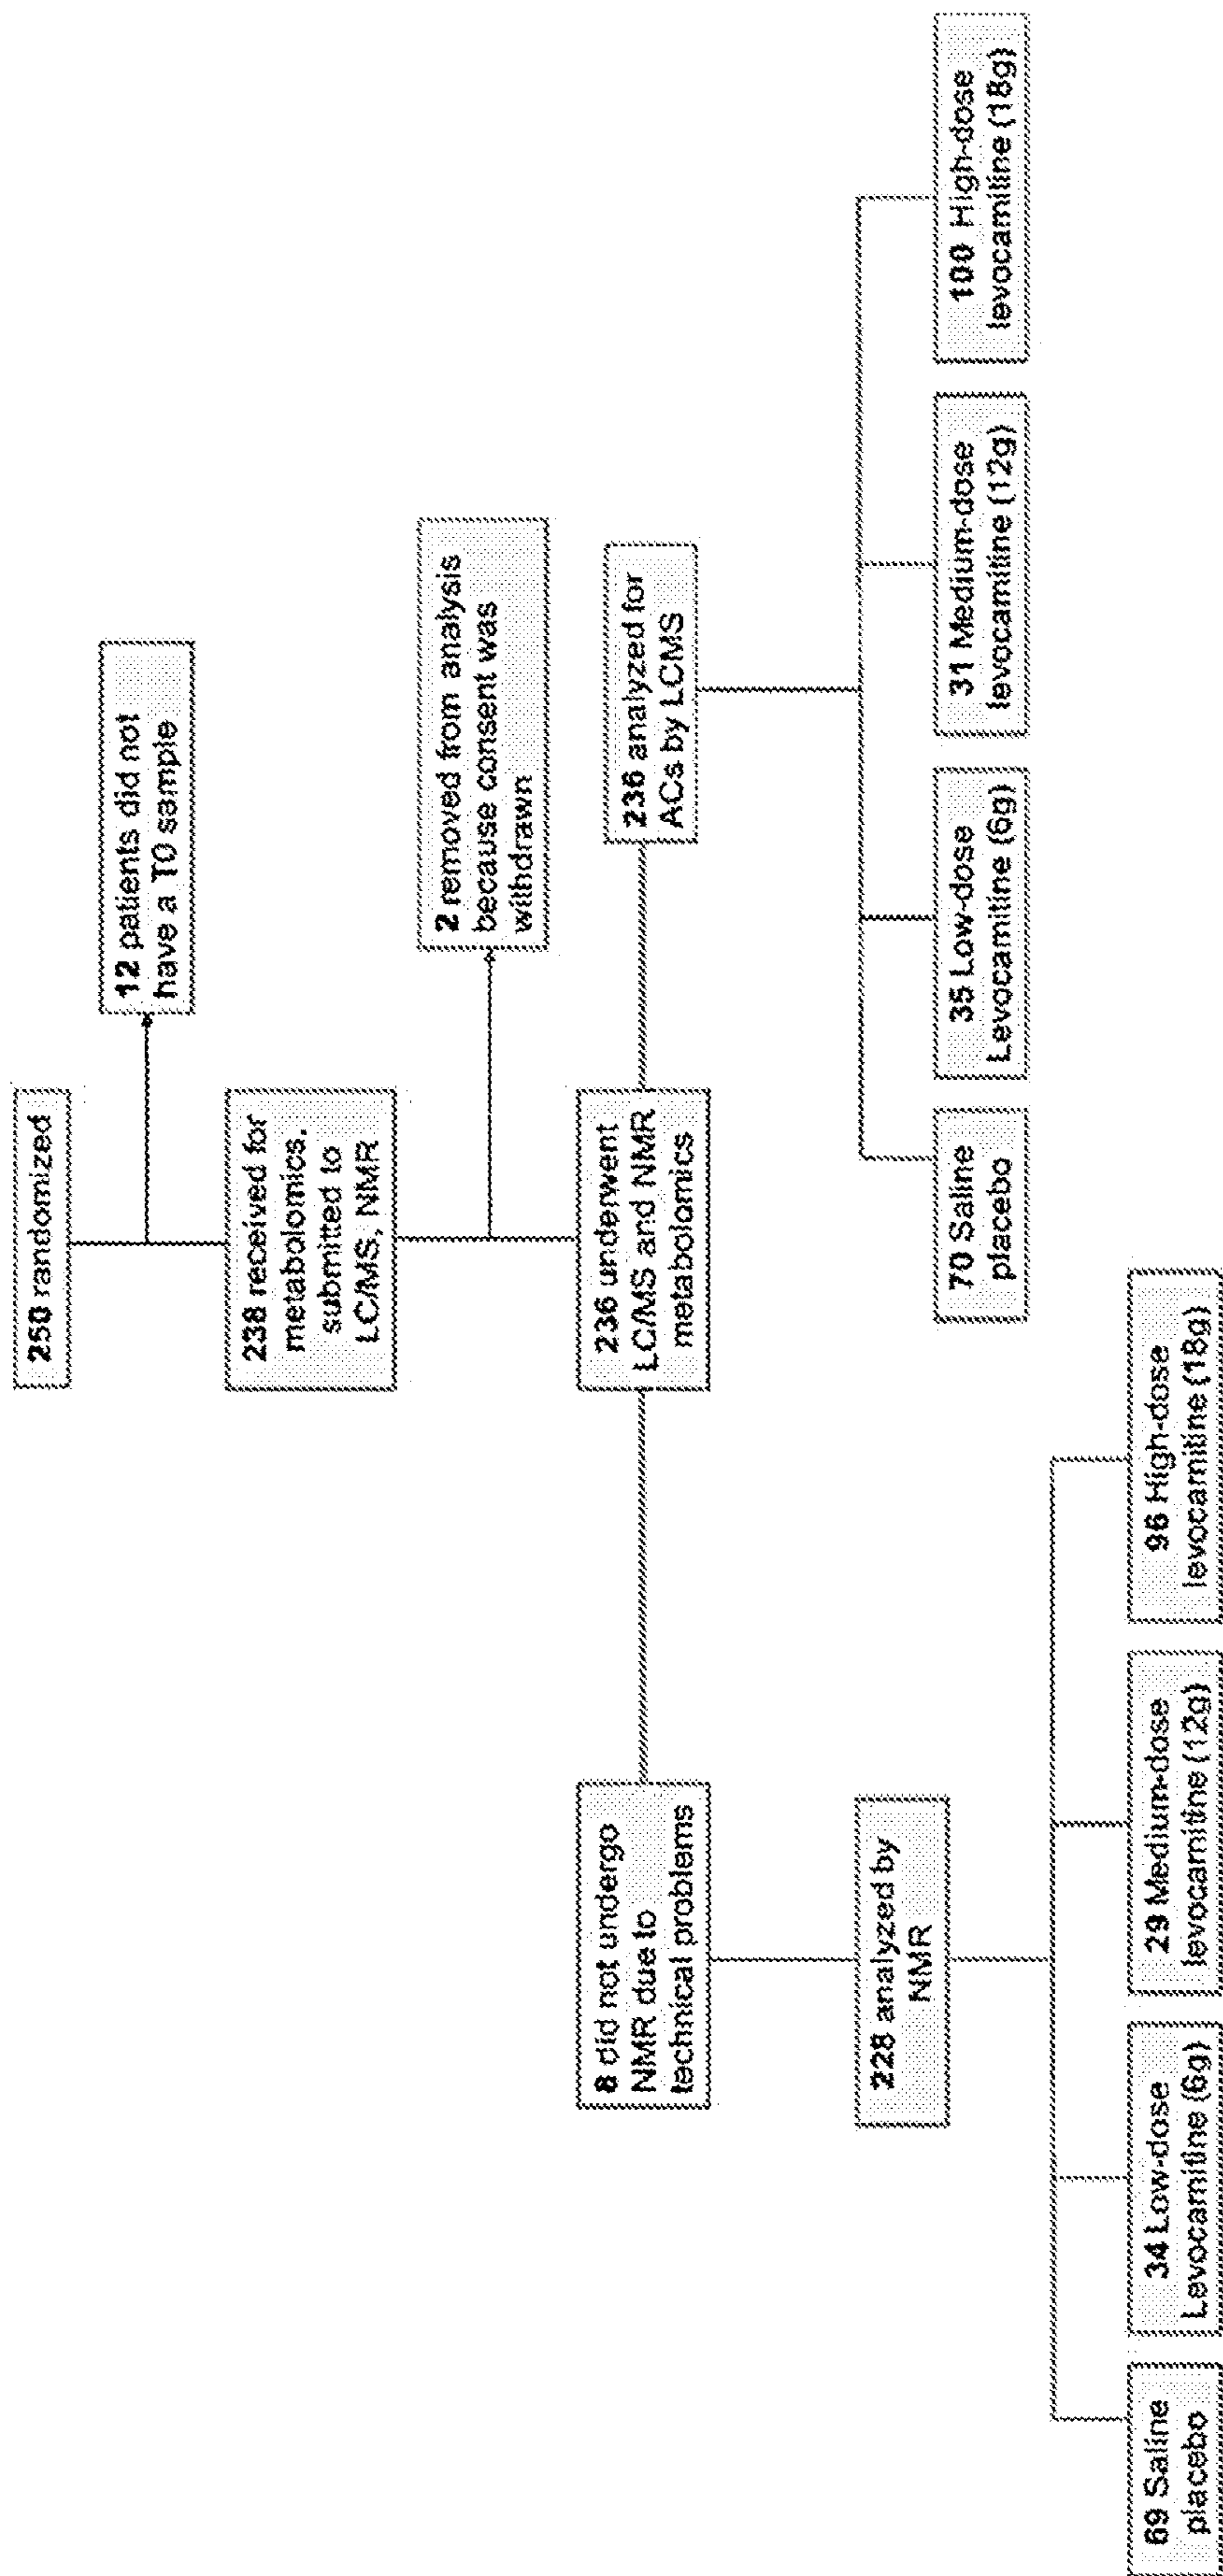 250 randomized
12 patients did not
have a T0 sample
238 received for
metabolomics,
submitted to
LC/MS, NMR
2 removed from analysis
because consent was
withdrawn
236 underwent
LC/MS and NMR
metabolomics
8 did not undergo
NMR due to
technical problems
236 analyzed for
ACs by LCMS
228 analyzed by
NMR
70 Saline
placebo
35 Low-dose
Levocarnitine (6g)
31 Medium-dose
levocarnitine (12g)
100 High-dose
levocarnitine (18g)
69 Saline
placebo
34 Low-dose
Levocarnitine (6g)
29 Medium-dose
levocarnitine (12g)
96 High-dose
levocarnitine (18g)